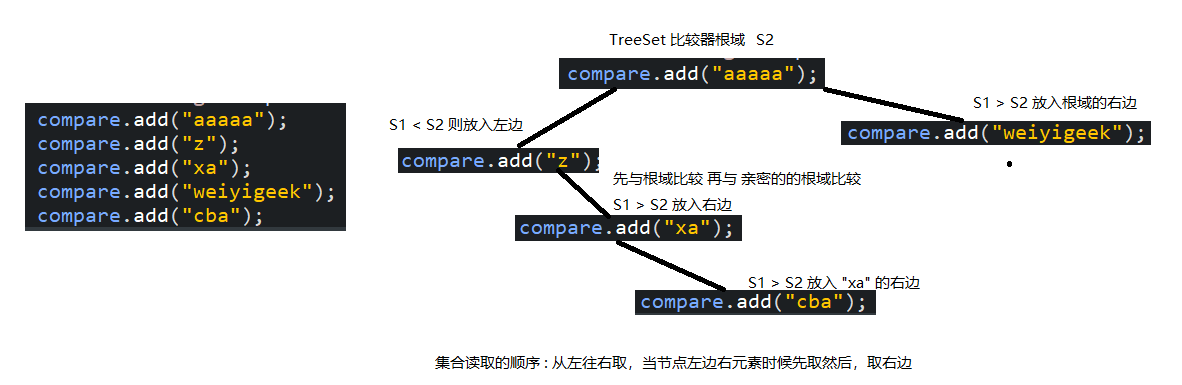 TreeSet 比较器根域 S2
compare.add("aaaaa");
S1 > S2 放入根域的右边
compare.add("aaaaa");
compare.add("z");
compare.add("xa");
compare.add("weiyigeek");
compare.add("cba");
S1 < S2 则放入左边
compare.add("weiyigeek");
compare.add("z");
先与根域比较 再与 亲密的的根域比较
S1 > S2 放入右边
compare.add("xa");
S1 > S2 放入 "xa" 的右边
compare.add("cba");
集合读取的顺序 : 从左往右取，当节点左边右元素时候先取然后，取右边